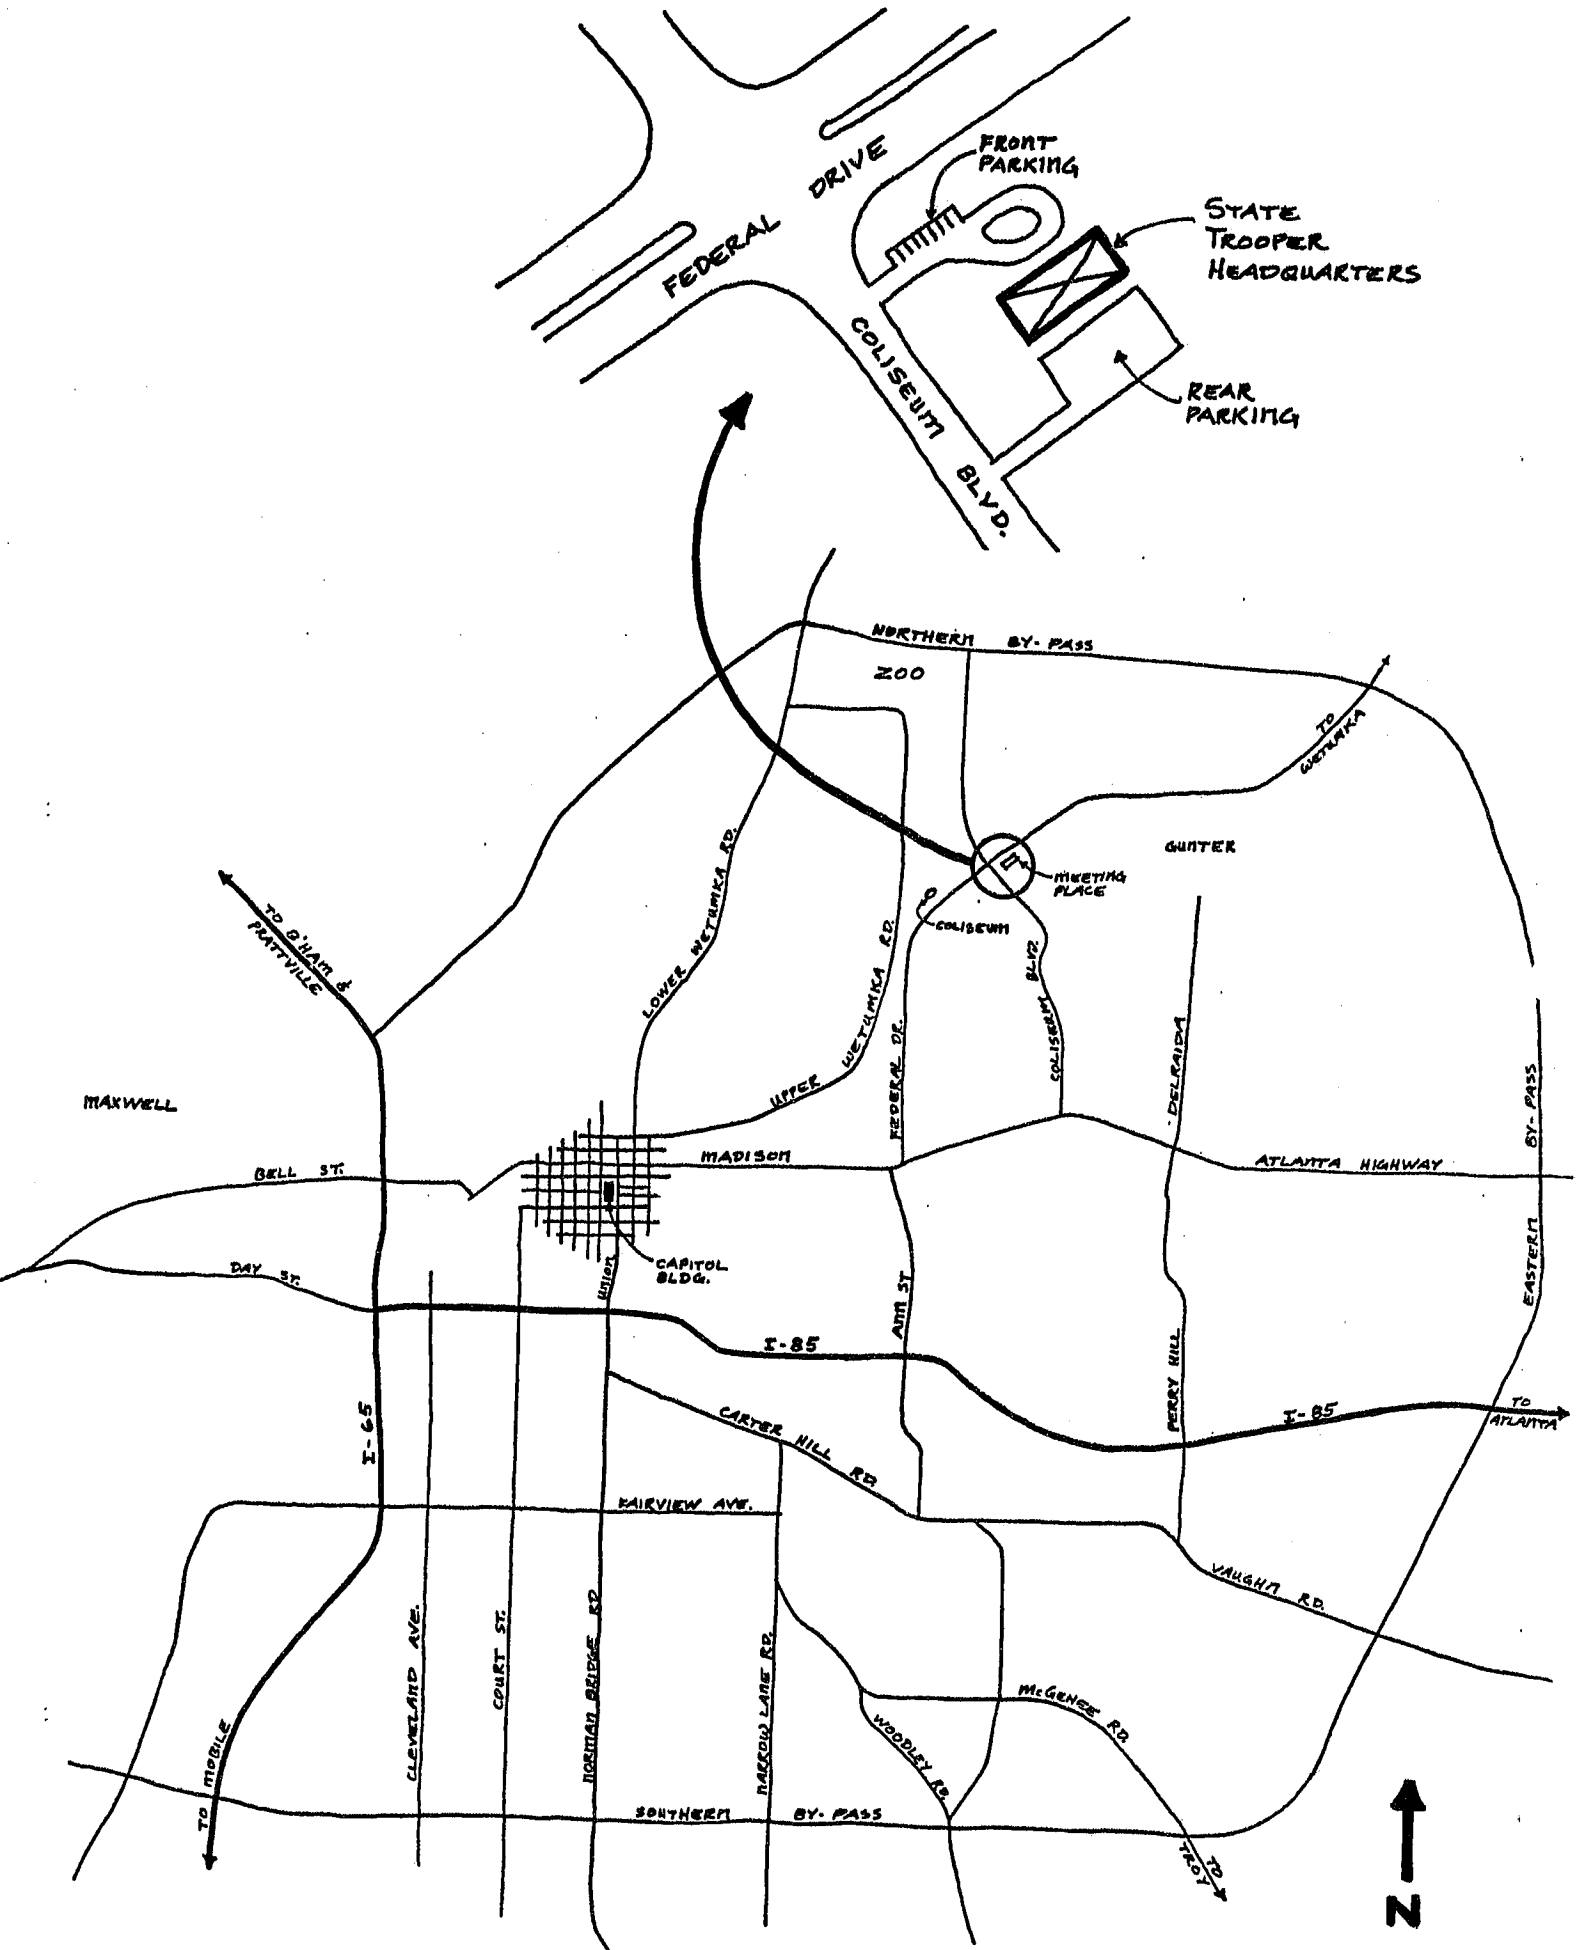 FRONT
PARKING
FEDERAL DRIVE
STATE
TROOPER
HEADQUARTERS
COLISEUM BLVD.
REAR
PARKING
NORTHERN BY-PASS
ZOO
TO
WETUMKA
GUNTER
MEETING
PLACE
COLISEUM
LOWER WETUMKA RD.
UPPER WETUMKA RD.
FEDERAL DR.
COLISEUM BLVD.
DELRAIDA
TO B'HAM &
PRATTVILLE
MAXWELL
BELL ST.
MADISON
ATLANTA HIGHWAY
EASTERN BY-PASS
DAY ST.
UNION
CAPITOL
BLDG.
ANN ST
I-85
PERRY HILL
I-85
TO
ATLANTA
I-65
CARTER HILL RD.
FAIRVIEW AVE.
VAUGHN RD.
CLEVELAND AVE.
COURT ST.
NORMAN BRIDGE RD
NARROW LANE RD.
McGEHEE RD.
WOODLEY RD.
TO MOBILE
SOUTHERN BY-PASS
TO
TROY
N